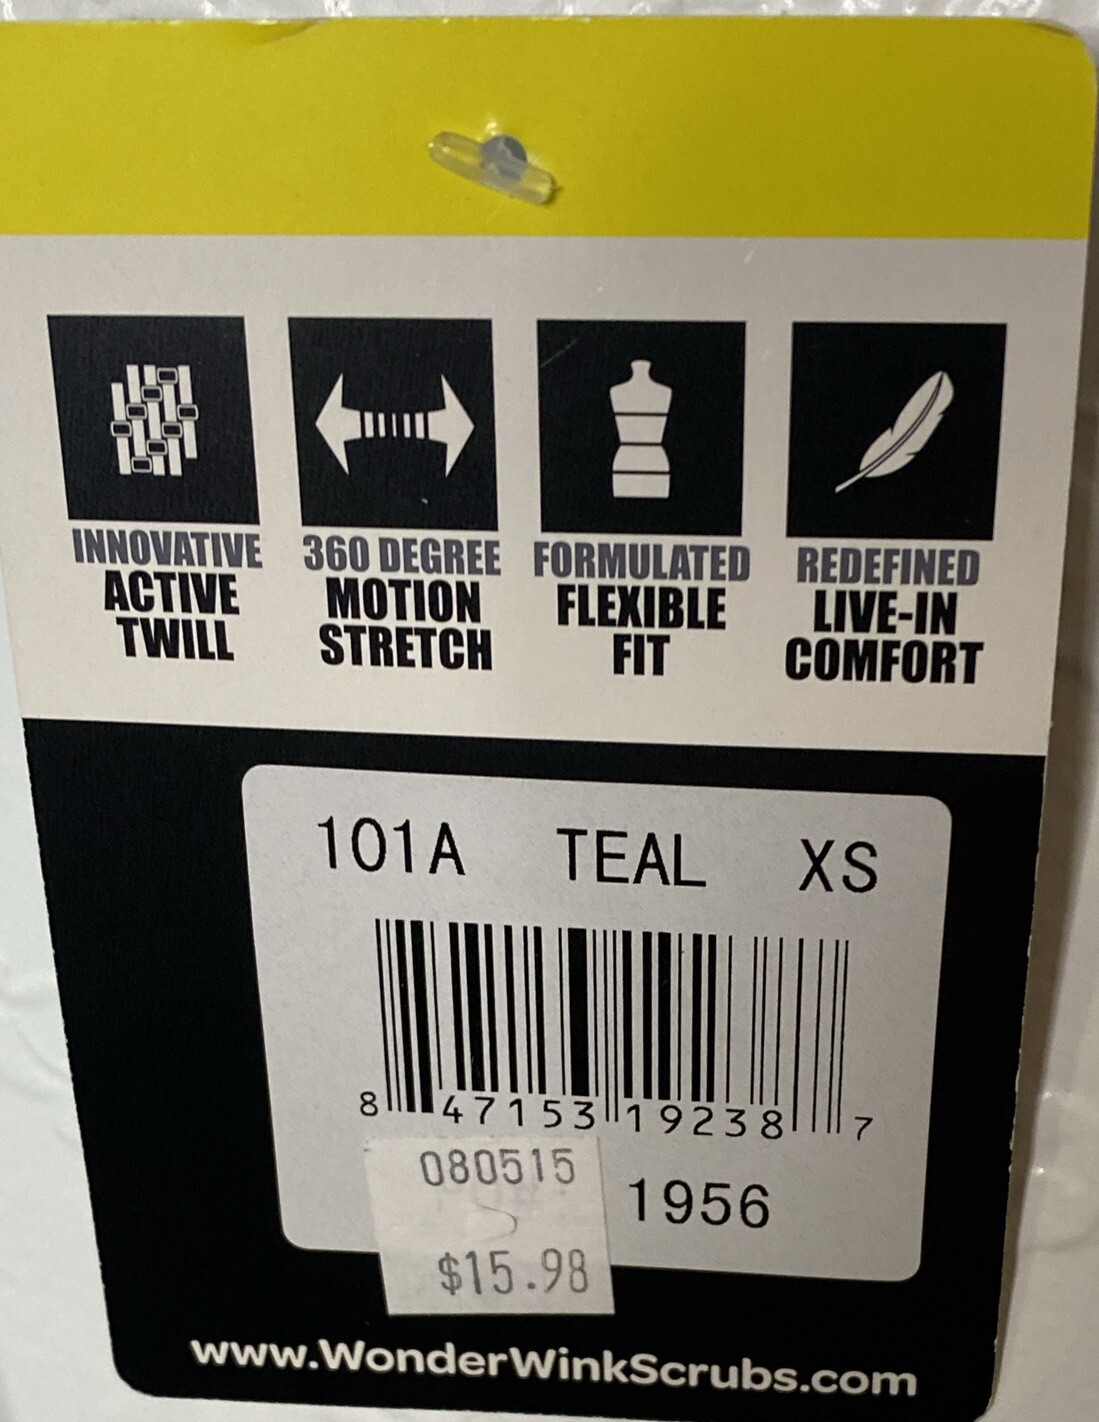 INNOVATIVE
ACTIVE
TWILL
360 DEGREE
MOTION
STRETCH
FORMULATED
FLEXIBLE
FIT
REDEFINED
LIVE-IN
COMFORT
101A TEAL XS
8 47153 19238 7
080515
1956
$15.98
www.WonderWinkScrubs.com